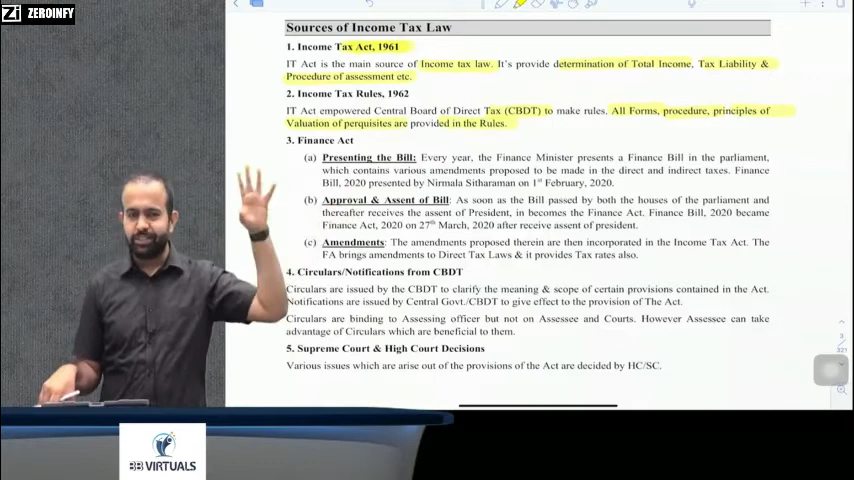 Zi ZEROINFY
Sources of Income Tax Law
1. Income Tax Act, 1961
IT Act is the main source of Income tax law. It's provide determination of Total Income, Tax Liability &
Procedure of assessment etc.
2. Income Tax Rules, 1962
IT Act empowered Central Board of Direct Tax (CBDT) to make rules. All Forms, procedure, principles of
Valuation of perquisites are provided in the Rules.
3. Finance Act
(a) Presenting the Bill: Every year, the Finance Minister presents a Finance Bill in the parliament,
which contains various amendments proposed to be made in the direct and indirect taxes. Finance
Bill, 2020 presented by Nirmala Sitharaman on 1st February, 2020.
(b) Approval & Assent of Bill: As soon as the Bill passed by both the houses of the parliament and
thereafter receives the assent of President, in becomes the Finance Act. Finance Bill, 2020 became
Finance Act, 2020 on 27th March, 2020 after receive assent of president.
(c) Amendments: The amendments proposed therein are then incorporated in the Income Tax Act. The
FA brings amendments to Direct Tax Laws & it provides Tax rates also.
4. Circulars/Notifications from CBDT
Circulars are issued by the CBDT to clarify the meaning & scope of certain provisions contained in the Act.
Notifications are issued by Central Govt./CBDT to give effect to the provision of The Act.
Circulars are binding to Assessing officer but not on Assessee and Courts. However Assessee can take
advantage of Circulars which are beneficial to them.
5. Supreme Court & High Court Decisions
Various issues which are arise out of the provisions of the Act are decided by HC/SC.
BB VIRTUALS